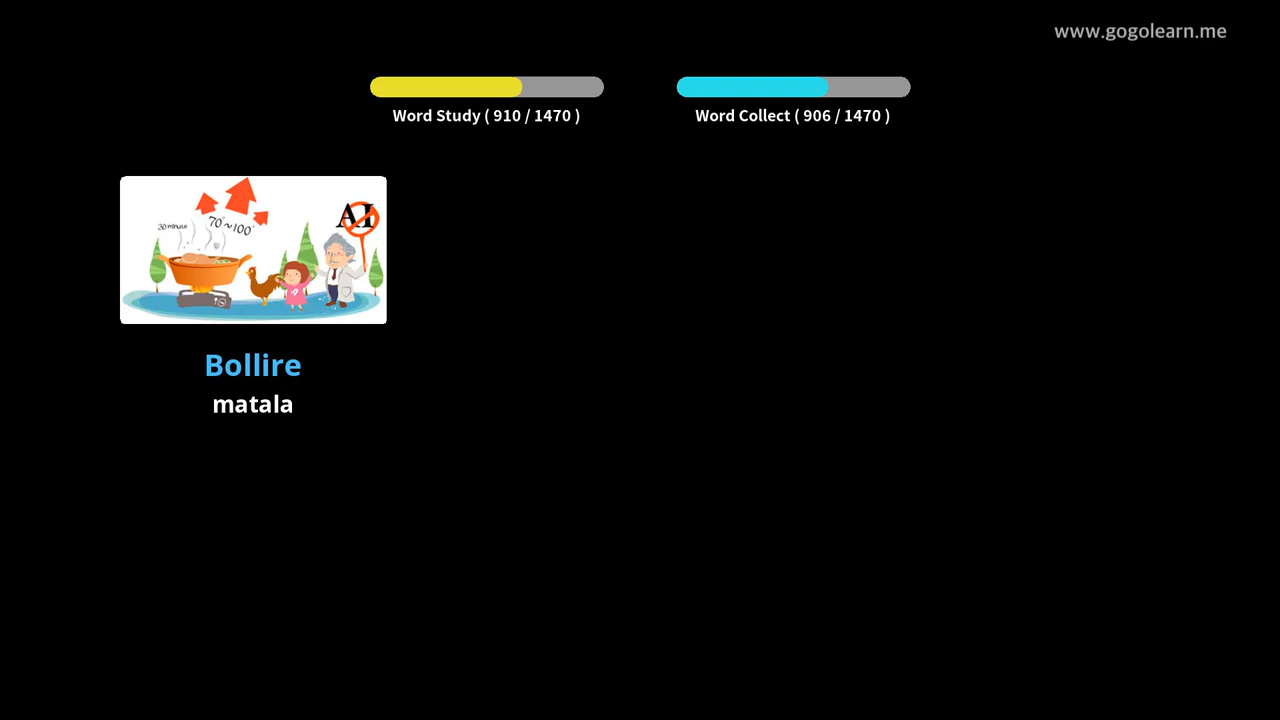 www.gogolearn.me
Word Study ( 910 / 1470 )
Word Collect ( 906 / 1470 )
30 minute
70°~100°
AI
Bollire
matala